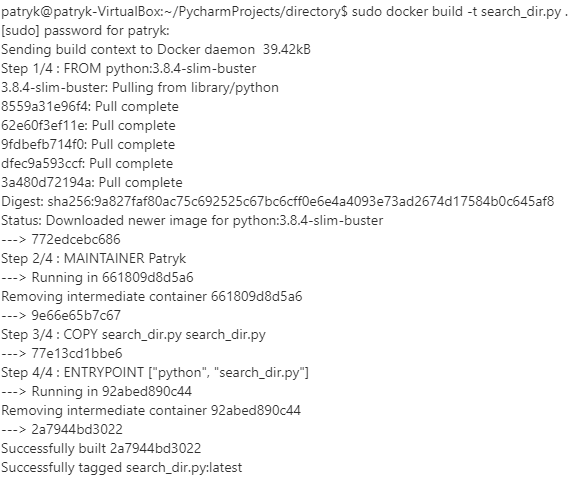 patryk@patryk-VirtualBox:~/PycharmProjects/directory$ sudo docker build -t search_dir.py .
[sudo] password for patryk:
Sending build context to Docker daemon  39.42kB
Step 1/4 : FROM python:3.8.4-slim-buster
3.8.4-slim-buster: Pulling from library/python
8559a31e96f4: Pull complete
62e60f3ef11e: Pull complete
9fdbefb714f0: Pull complete
dfec9a593ccf: Pull complete
3a480d72194a: Pull complete
Digest: sha256:9a827faf80ac75c692525c67bc6cff0e6e4a4093e73ad2674d17584b0c645af8
Status: Downloaded newer image for python:3.8.4-slim-buster
---> 772edcebc686
Step 2/4 : MAINTAINER Patryk
---> Running in 661809d8d5a6
Removing intermediate container 661809d8d5a6
---> 9e66e65b7c67
Step 3/4 : COPY search_dir.py search_dir.py
---> 77e13cd1bbe6
Step 4/4 : ENTRYPOINT ["python", "search_dir.py"]
---> Running in 92abed890c44
Removing intermediate container 92abed890c44
---> 2a7944bd3022
Successfully built 2a7944bd3022
Successfully tagged search_dir.py:latest